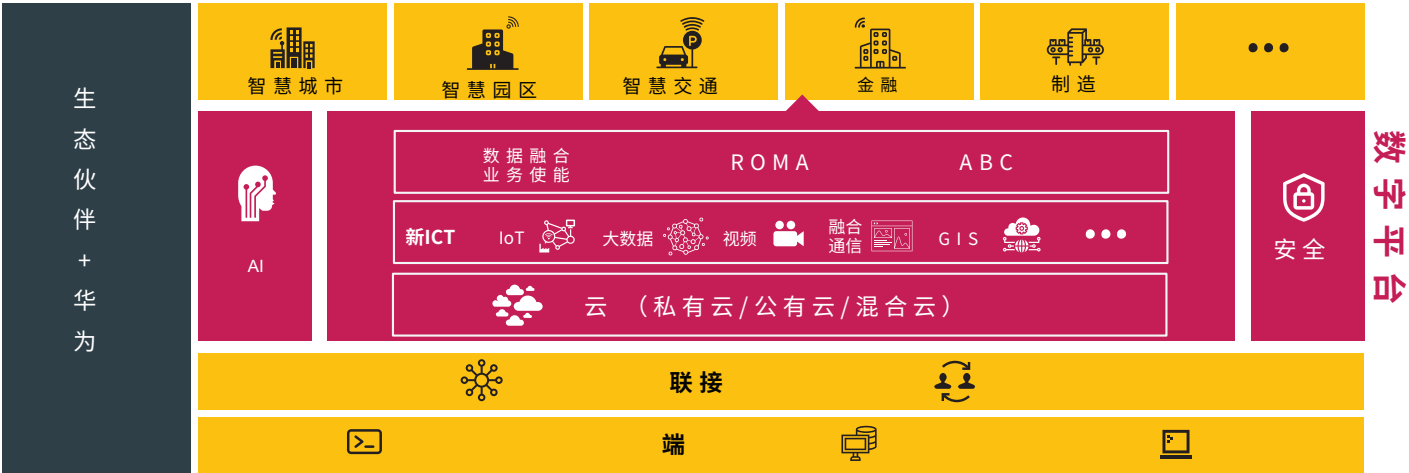 生态伙伴+华为
智慧城市
智慧园区
智慧交通
P
金融
制造
AI
数据融合
业务使能
ROMA
ABC
新ICT
IoT
大数据
视频
融合
通信
GIS
云（私有云/公有云/混合云）
安全
数字平台
联接
端